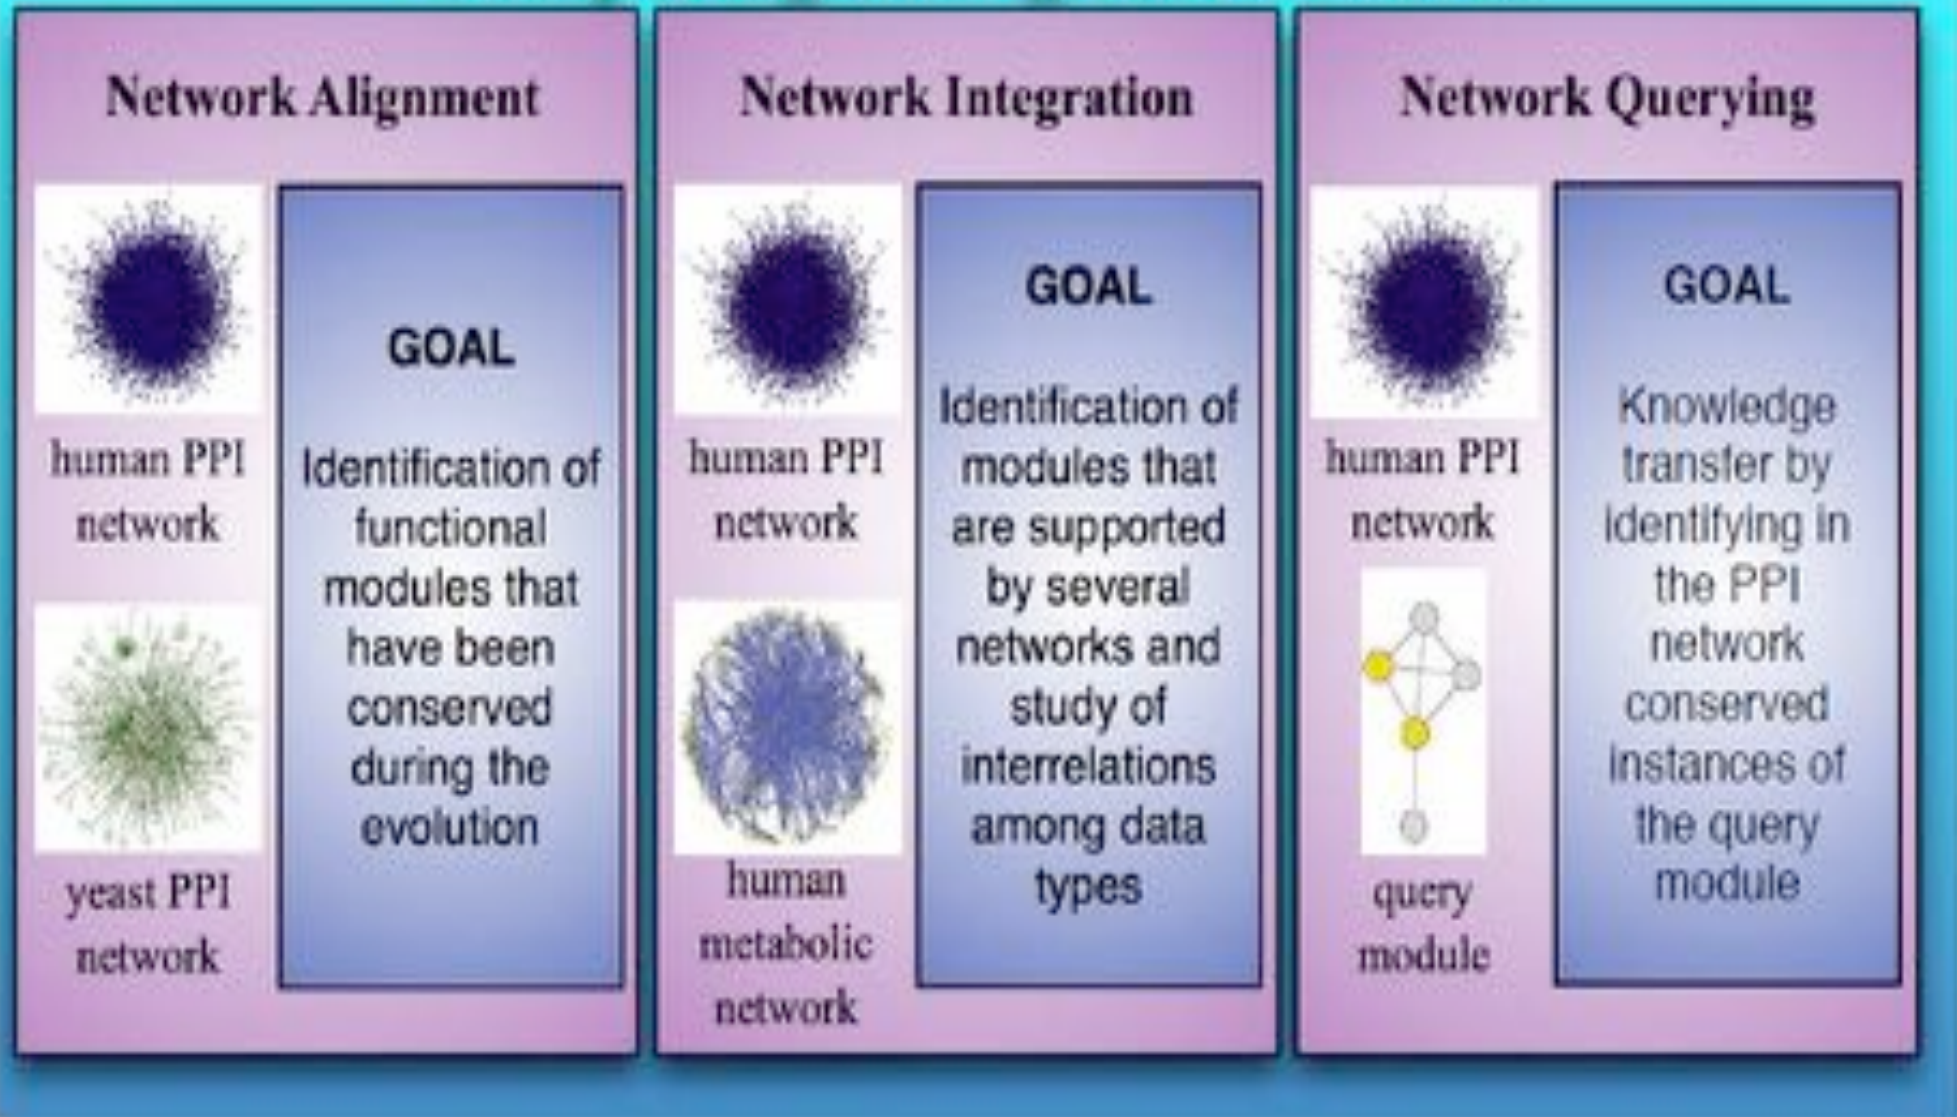 Network Alignment
human PPI
network
yeast PPI
network
GOAL
Identification of
functional
modules that
have been
conserved
during the
evolution
Network Integration
human PPI
network
human
metabolic
network
GOAL
Identification of
modules that
are supported
by several
networks and
study of
interrelations
among data
types
Network Querying
human PPI
network
query
module
GOAL
Knowledge
transfer by
identifying in
the PPI
network
conserved
instances of
the query
module